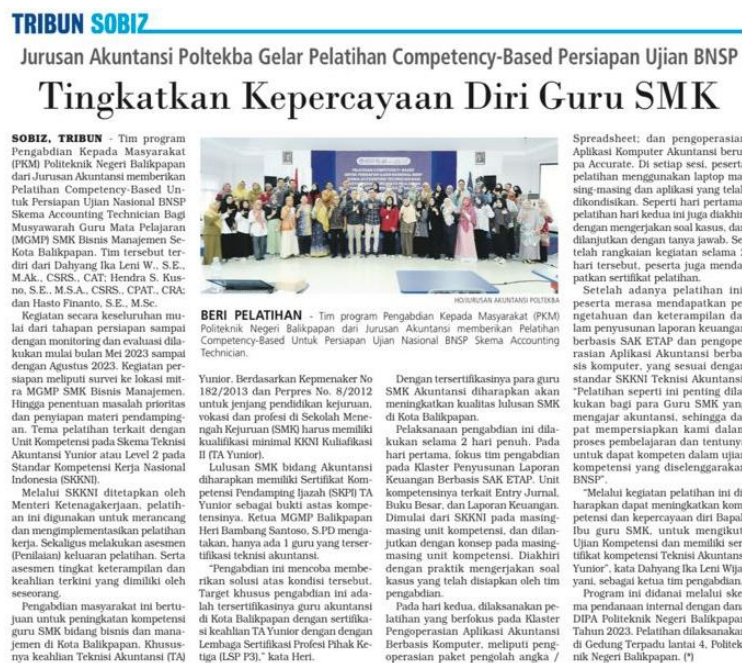 TRIBUN SOBIZ
Jurusan Akuntansi Poltekba Gelar Pelatihan Competency-Based Persiapan Ujian BNSP
Tingkatkan Kepercayaan Diri Guru SMK
SOBIZ, TRIBUN - Tim program
Pengabdian Kepada Masyarakat
(PKM) Politeknik Negeri Balikpapan
dari Jurusan Akuntansi memberikan
Pelatihan Competency-Based Un-
tuk Persiapan Ujian Nasional BNSP
Skema Accounting Technician Bagi
Musyawarah Guru Mata Pelajaran
(MGMP) SMK Bisnis Manajemen Se-
Kota Balikpapan. Tim tersebut ter-
diri dari Dahyang Ika Leni W., S.E.,
M.Ak., CSRS., CAT; Hendra S. Kus-
no, S.E., M.S.A., CSRS., CPAT., CRA;
dan Hasto Finanto, S.E., M.Sc.
Kegiatan secara keseluruhan mu-
lai dari tahapan persiapan sampai
dengan monitoring dan evaluasi dila-
kukan mulai bulan Mei 2023 sampai
dengan Agustus 2023. Kegiatan per-
siapan meliputi survei ke lokasi mit-
ra MGMP SMK Bisnis Manajemen.
Hingga penentuan masalah prioritas
dan penyiapan materi pendamping-
an. Tema pelatihan terkait dengan
Unit Kompetensi pada Skema Teknisi
Akuntansi Yunior atau Level 2 pada
Standar Kompetensi Kerja Nasional
Indonesia (SKKNI).
Melalui SKKNI ditetapkan oleh
Menteri Ketenagakerjaan, pelatih-
an ini digunakan untuk merancang
dan mengimplementasikan pelatihan
kerja. Sekaligus melakukan asesmen
(Penilaian) keluaran pelatihan. Serta
asesmen tingkat keterampilan dan
keahlian terkini yang dimiliki oleh
seseorang.
Pengabdian masyarakat ini bertu-
juan untuk peningkatan kompetensi
guru SMK bidang bisnis dan mana-
jemen di Kota Balikpapan. Khusus-
nya keahlian Teknisi Akuntansi (TA)
HO/JURUSAN AKUNTANSI POLTEKBA
BERI PELATIHAN - Tim program Pengabdian Kepada Masyarakat (PKM)
Politeknik Negeri Balikpapan dari Jurusan Akuntansi memberikan Pelatihan
Competency-Based Untuk Persiapan Ujian Nasional BNSP Skema Accounting
Technician.
Yunior. Berdasarkan Kepmenaker No
182/2013 dan Perpres No. 8/2012
untuk jenjang pendidikan kejuruan,
vokasi dan profesi di Sekolah Mene-
ngah Kejuruan (SMK) harus memiliki
kualifikasi minimal KKNI Kuliafikasi
II (TA Yunior).
Lulusan SMK bidang Akuntansi
diharapkan memiliki Sertifikat Kom-
petensi Pendamping Ijazah (SKPI) TA
Yunior sebagai bukti astas kompe-
tensinya. Ketua MGMP Balikpapan
Heri Bambang Santoso, S.PD menga-
takan, hanya ada 1 guru yang terser-
tifikasi teknisi akuntansi.
"Pengabdian ini mencoba membe-
rikan solusi atas kondisi tersebut.
Target khusus pengabdian ini ada-
lah tersertifikasinya guru akuntansi
di Kota Balikpapan dengan sertifika-
si keahlian TA Yunior dengan dengan
Lembaga Sertifikasi Profesi Pihak Ke-
tiga (LSP P3)," kata Heri.
Dengan tersertifikasinya para guru
SMK Akuntansi diharapkan akan
meningkatkan kualitas lulusan SMK
di Kota Balikpapan.
Pelaksanaan pengabdian ini dila-
kukan selama 2 hari penuh. Pada
hari pertama, fokus tim pengabdian
pada Klaster Penyusunan Laporan
Keuangan Berbasis SAK ETAP. Unit
kompetensinya terkait Entry Jurnal,
Buku Besar, dan Laporan Keuangan.
Dimulai dari SKKNI pada masing-
masing unit kompetensi, dan dilan-
jutkan dengan konsep pada masing-
masing unit kompetensi. Diakhiri
dengan praktik mengerjakan soal
kasus yang telah disiapkan oleh tim
pengabdian.
Pada hari kedua, dilaksanakan pe-
latihan yang berfokus pada Klaster
Pengoperasian Aplikasi Akuntansi
Berbasis Komputer, meliputi peng-
operasian paket pengolah angka /
Spreadsheet; dan pengoperasian
Aplikasi Komputer Akuntansi beru
pa Accurate. Di setiap sesi, peserta
pelatihan menggunakan laptop ma
sing-masing dan aplikasi yang telah
dikondisikan. Seperti hari pertama,
pelatihan hari kedua ini juga diakhir
dengan mengerjakan soal kasus, dan
dilanjutkan dengan tanya jawab. Se
telah rangkaian kegiatan selama 2
hari tersebut, peserta juga menda
patkan sertifikat pelatihan.
Setelah adanya pelatihan ini
peserta merasa mendapatkan pe
ngetahuan dan keterampilan da
lam penyusunan laporan keuangan
berbasis SAK ETAP dan pengope
rasian Aplikasi Akuntansi berba
sis komputer, yang sesuai dengan
standar SKKNI Teknisi Akuntansi
"Pelatihan seperti ini penting dila
kukan bagi para Guru SMK yan
mengajar akuntansi, sehingga da
pat mempersiapkan kami dalam
proses pembelajaran dan tentuny
untuk dapat kompeten dalam ujian
kompetensi yang diselenggarakan
BNSP".
"Melalui kegiatan pelatihan ini di
harapkan dapat meningkatkan kom
petensi dan kepercayaan diri Bapak
Ibu guru SMK, untuk mengikut
Ujian Kompetensi dan memiliki ser
tifikat kompetensi Teknisi Akuntans
Yunior", kata Dahyang Ika Leni Wija
yani, sebagai ketua tim pengabdian.
Program ini didanai melalui ske
ma pendanaan internal dengan dana
DIPA Politeknik Negeri Balikpapan
Tahun 2023. Pelatihan dilaksanakan
di Gedung Terpadu lantai 4, Politek
nik Negeri Balikpapan. (*)